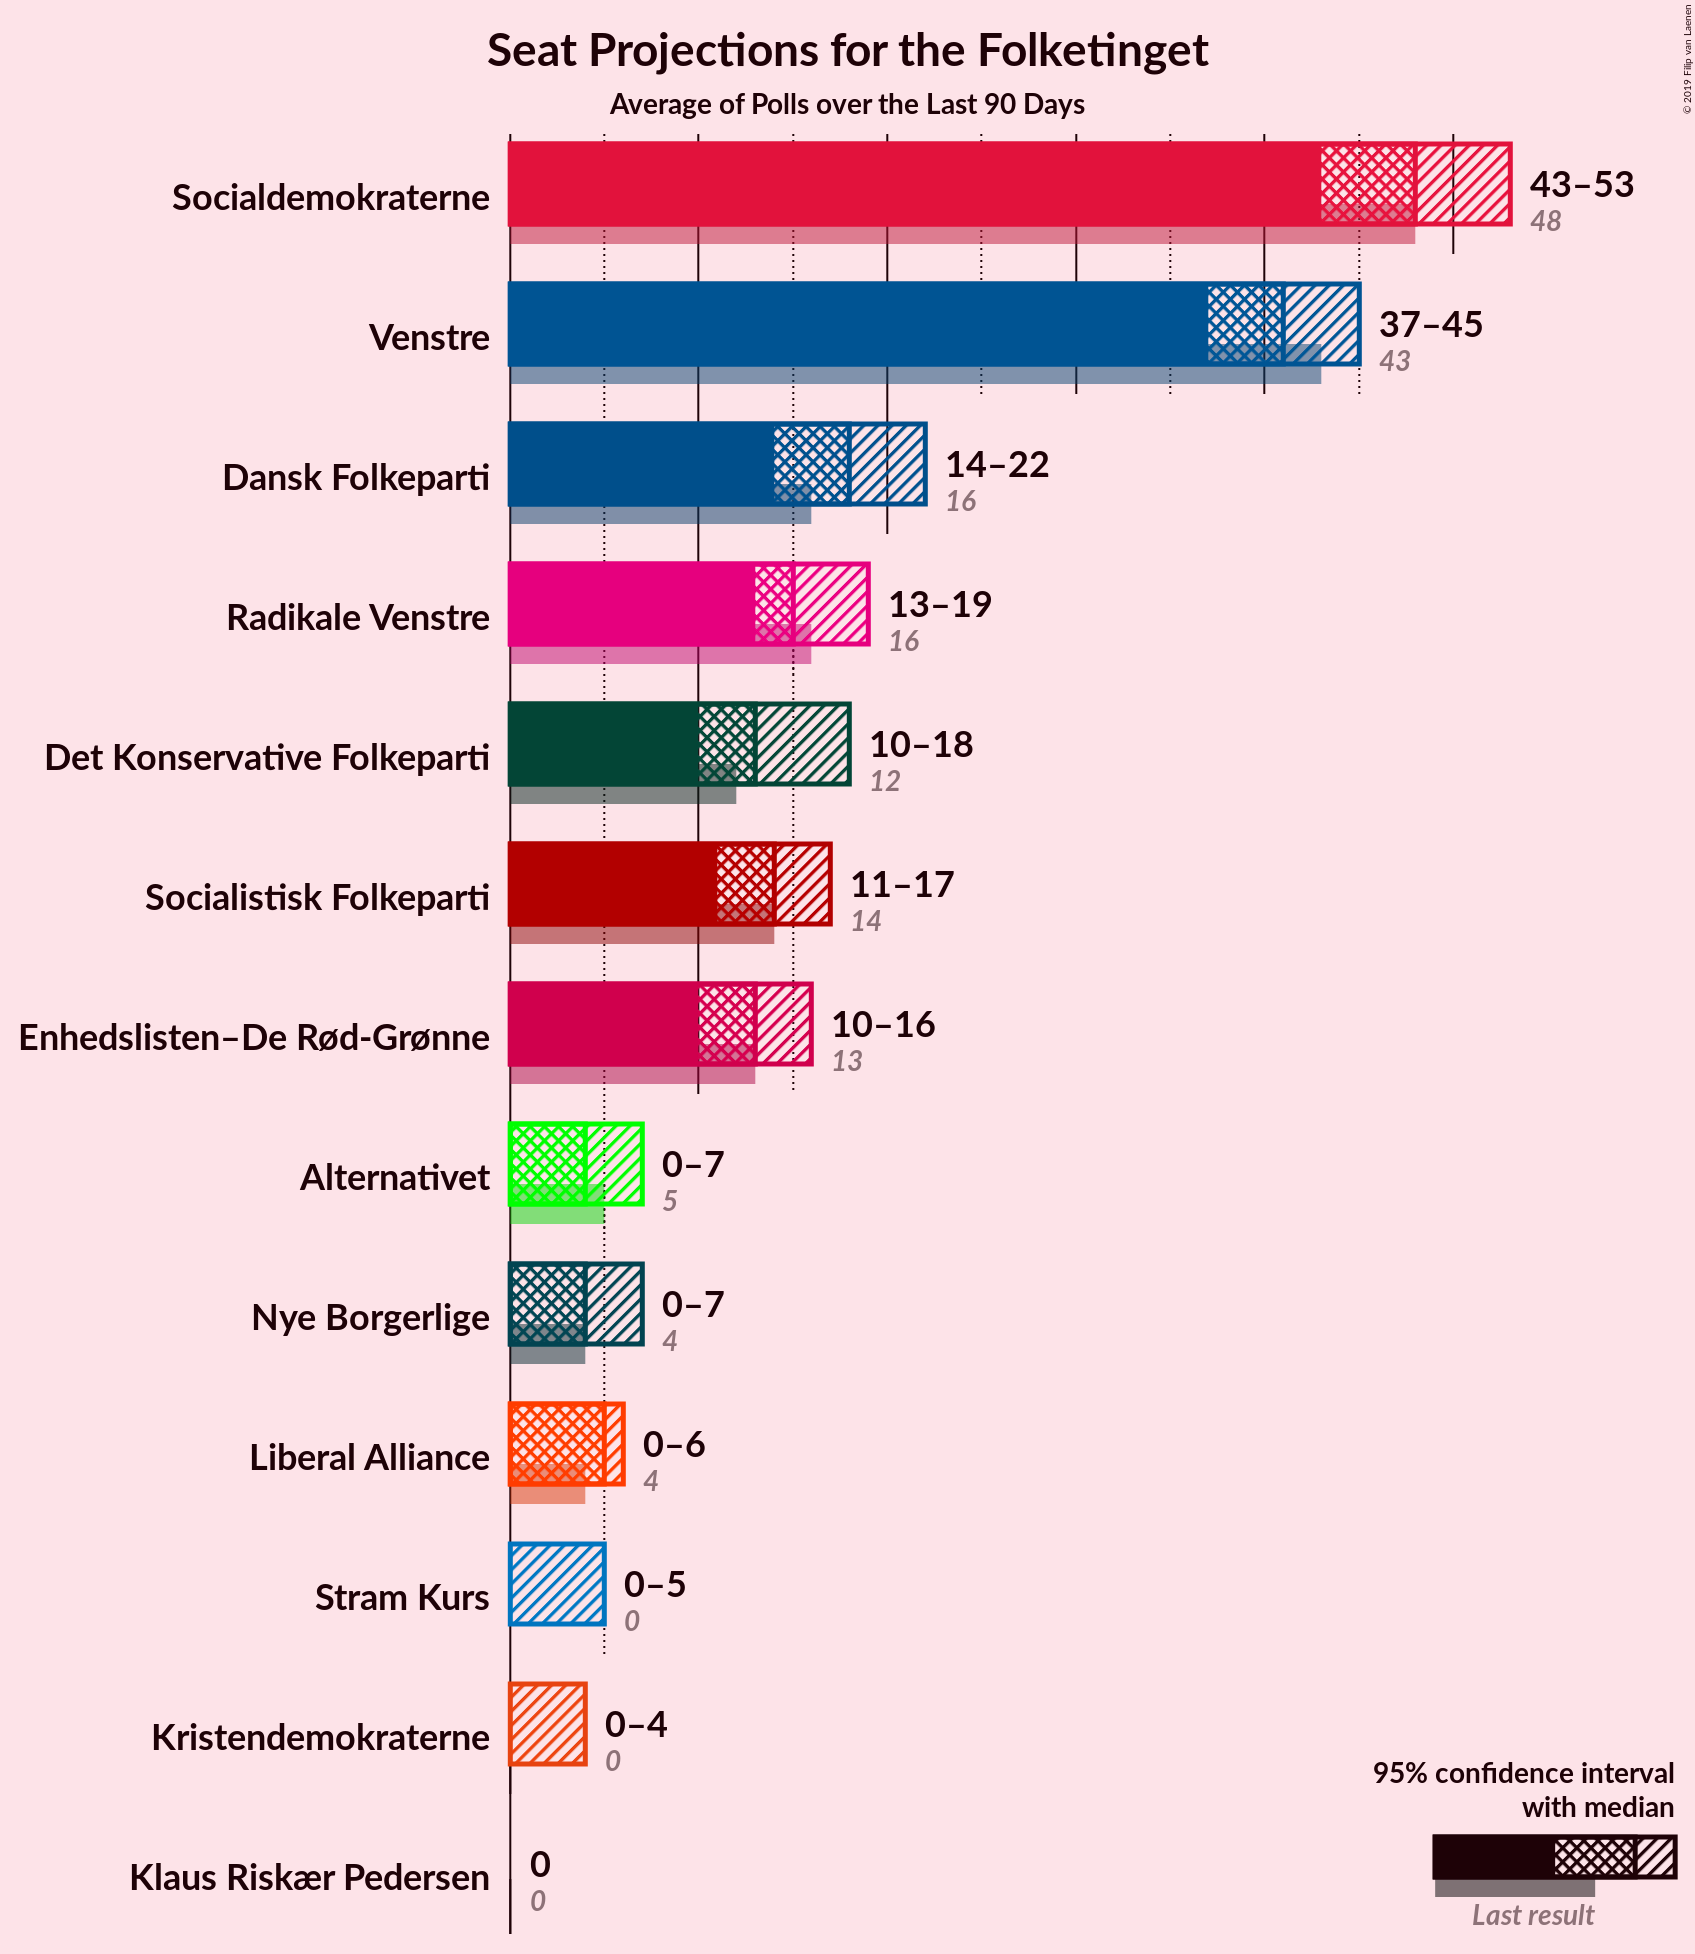 Seat Projections for the Folketinget
Average of Polls over the Last 90 Days
© 2019 Filip van Laenen
Socialdemokraterne
43–53
48
Venstre
37–45
43
Dansk Folkeparti
14–22
16
Radikale Venstre
13–19
16
Det Konservative Folkeparti
10–18
12
Socialistisk Folkeparti
11–17
14
Enhedslisten–De Rød-Grønne
10–16
13
Alternativet
0–7
5
Nye Borgerlige
0–7
4
Liberal Alliance
0–6
4
Stram Kurs
0–5
0
Kristendemokraterne
0–4
0
Klaus Riskær Pedersen
0
0
95% confidence interval
with median
Last result